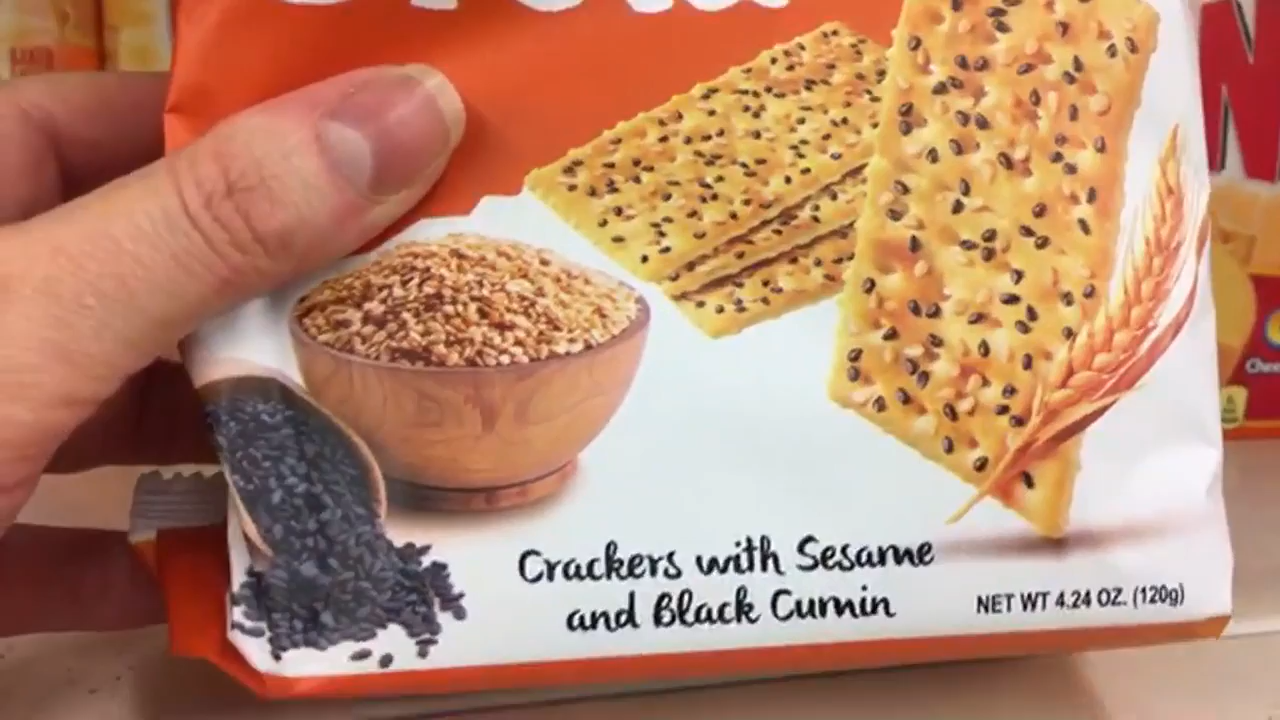 Crackers with Sesame
and Black Cumin
NET WT 4.24 OZ. (120g)